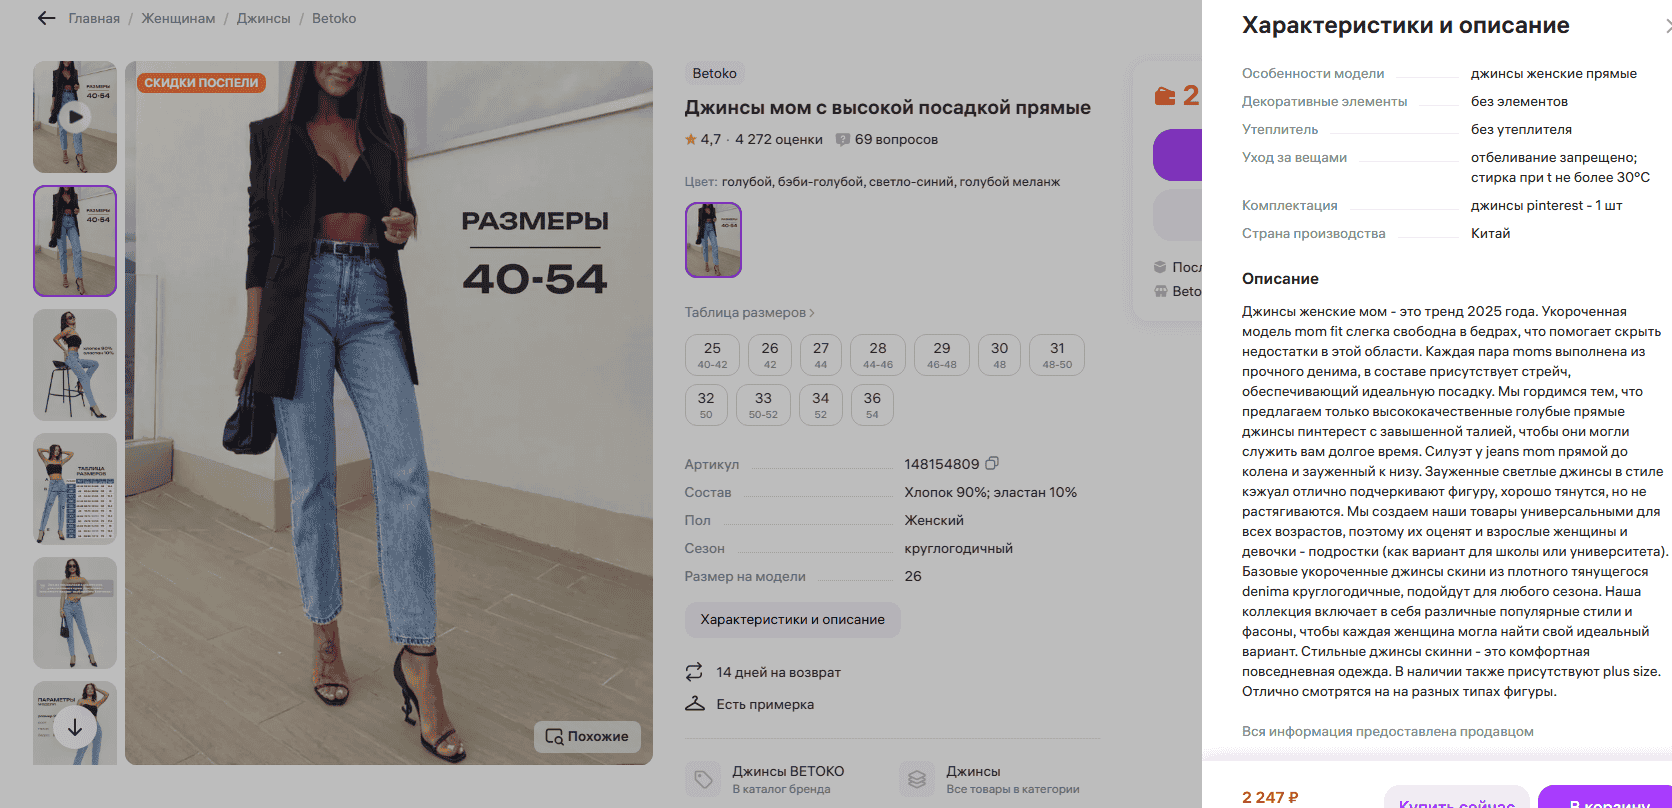 Главная / Женщинам / Джинсы / Betoko
СКИДКИ ПОСПЕЛИ
РАЗМЕРЫ
40-54
РАЗМЕРЫ
40-54
РАЗМЕРЫ
40-54
хлопок 90%
эластан 10%
ТАБЛИЦА
РАЗМЕРОВ
ПАРАМЕТРЫ
Похожие
Betoko
Джинсы мом с высокой посадкой прямые
4,7 · 4 272 оценки 69 вопросов
Цвет: голубой, бэби-голубой, светло-синий, голубой меланж
Таблица размеров
25 26 27 28 29 30 31
40-42 42 44 44-46 46-48 48 48-50
32 33 34 36
50 50-52 52 54
Артикул 148154809
Состав Хлопок 90%; эластан 10%
Пол Женский
Сезон круглогодичный
Размер на модели 26
Характеристики и описание
14 дней на возврат
Есть примерка
Джинсы BETOKO
В каталог бренда
Джинсы
Все товары в категории
2
Beto
Характеристики и описание
Особенности модели джинсы женские прямые
Декоративные элементы без элементов
Утеплитель без утеплителя
Уход за вещами отбеливание запрещено;
стирка при t не более 30°C
Комплектация джинсы pinterest - 1 шт
Страна производства Китай
Описание
Джинсы женские мом - это тренд 2025 года. Укороченная
модель mom fit слегка свободна в бедрах, что помогает скрыть
недостатки в этой области. Каждая пара moms выполнена из
прочного денима, в составе присутствует стрейч,
обеспечивающий идеальную посадку. Мы гордимся тем, что
предлагаем только высококачественные голубые прямые
джинсы пинтерест с завышенной талией, чтобы они могли
служить вам долгое время. Силуэт у jeans mom прямой до
колена и зауженный к низу. Зауженные светлые джинсы в стиле
кэжуал отлично подчеркивают фигуру, хорошо тянутся, но не
растягиваются. Мы создаем наши товары универсальными для
всех возрастов, поэтому их оценят и взрослые женщины и
девочки - подростки (как вариант для школы или университета).
Базовые укороченные джинсы скини из плотного тянущегося
denima круглогодичные, подойдут для любого сезона. Наша
коллекция включает в себя различные популярные стили и
фасоны, чтобы каждая женщина могла найти свой идеальный
вариант. Стильные джинсы скинни - это комфортная
повседневная одежда. В наличии также присутствуют plus size.
Отлично смотрятся на на разных типах фигуры.
Вся информация предоставлена продавцом
2 247 ₽
Купить сейчас
В корзину